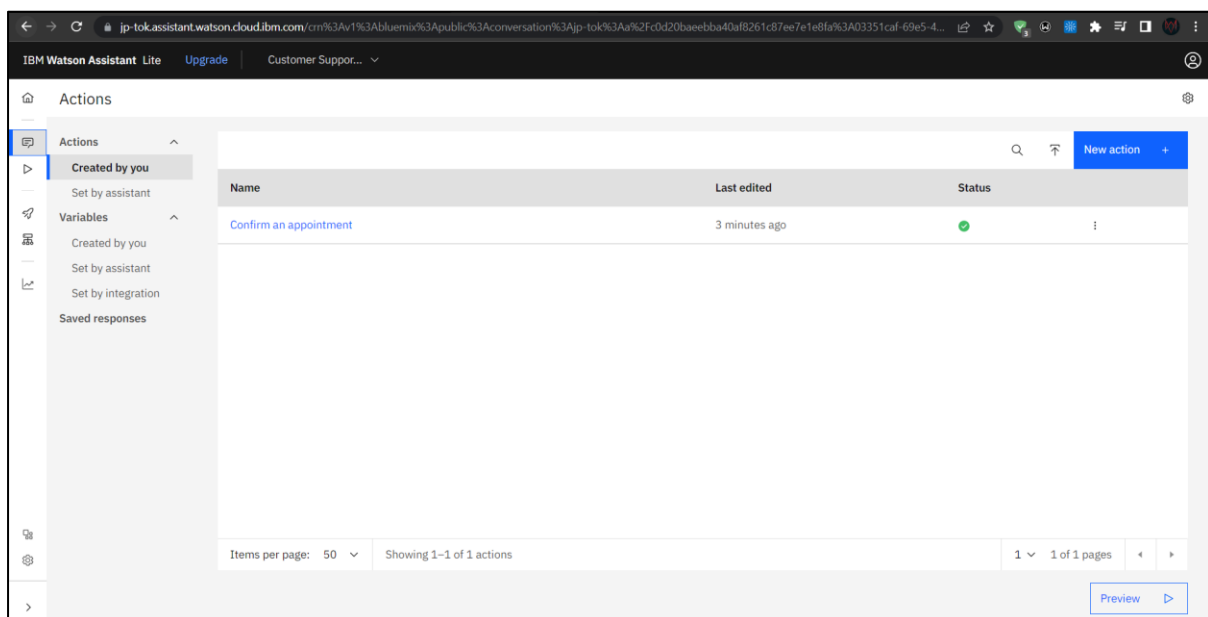 jp-tok.assistant.watson.cloud.ibm.com/crn%3Av1%3Abluemix%3Apublic%3Aconversation%3Ajp-tok%3Aa%2Fc0d20baeebba40af8261c87ee7e1e8fa%3A03351caf-69e5-4...
3
IBM Watson Assistant Lite Upgrade Customer Suppor...
Actions
Actions
New action +
Created by you
Set by assistant
Name Last edited Status
Variables
Confirm an appointment 3 minutes ago
Created by you
Set by assistant
Set by integration
Saved responses
Items per page: 50 Showing 1–1 of 1 actions 1 1 of 1 pages
Preview